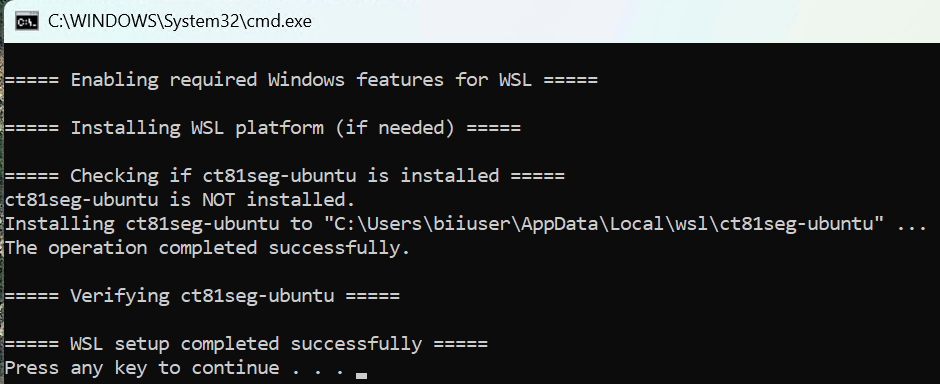 C:\WINDOWS\System32\cmd.exe
===== Enabling required Windows features for WSL =====
===== Installing WSL platform (if needed) =====
===== Checking if ct81seg-ubuntu is installed =====
ct81seg-ubuntu is NOT installed.
Installing ct81seg-ubuntu to "C:\Users\biiuser\AppData\Local\wsl\ct81seg-ubuntu" ...
The operation completed successfully.
===== Verifying ct81seg-ubuntu =====
===== WSL setup completed successfully =====
Press any key to continue . . .